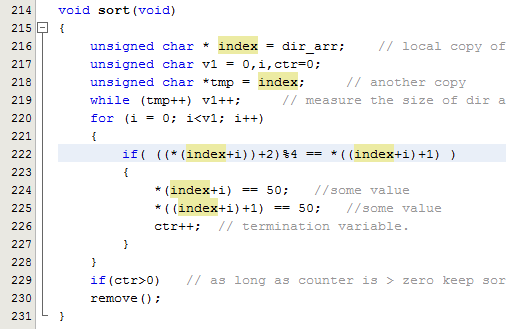 214 void sort(void)
215 {
216 unsigned char * index = dir_arr; // local copy of
217 unsigned char v1 = 0,i,ctr=0;
218 unsigned char *tmp = index; // another copy
219 while (tmp++) v1++; // measure the size of dir a
220 for (i = 0; i<v1; i++)
221 {
222 if( ((*(index+i))+2)%4 == *((index+i)+1) )
223 {
224 *(index+i) == 50; //some value
225 *((index+i)+1) == 50; //some value
226 ctr++; // termination variable.
227 }
228 }
229 if(ctr>0) // as long as counter is > zero keep sor
230 remove();
231 }